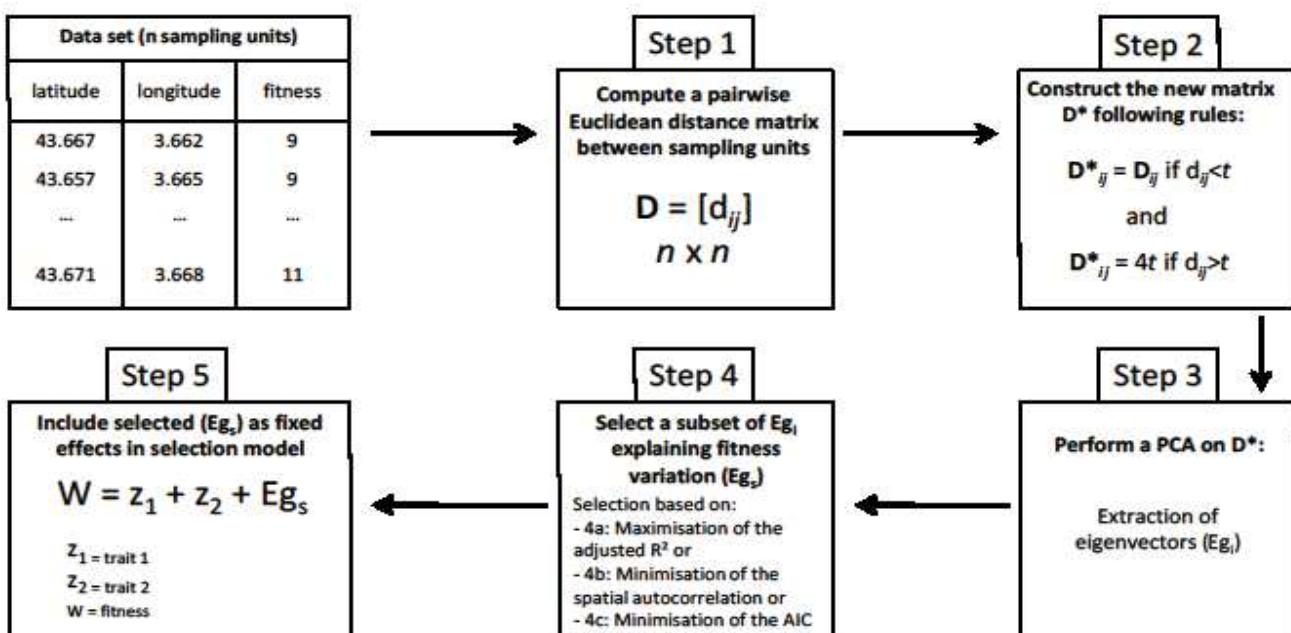 Data set (n sampling units)
latitude longitude fitness
43.667 3.662 9
43.657 3.665 9
... ... ...
43.671 3.668 11
Step 1
Compute a pairwise
Euclidean distance matrix
between sampling units
D = [dij]
n x n
Step 2
Construct the new matrix
D* following rules:
D*ij = Dij if dij<t
and
D*ij = 4t if dij>t
Step 3
Perform a PCA on D*:
Extraction of
eigenvectors (Egi)
Step 4
Select a subset of Egi
explaining fitness
variation (Egs)
Selection based on:
- 4a: Maximisation of the
adjusted R² or
- 4b: Minimisation of the
spatial autocorrelation or
- 4c: Minimisation of the AIC
Step 5
Include selected (Egs) as fixed
effects in selection model
W = z1 + z2 + Egs
z1 = trait 1
z2 = trait 2
W = fitness